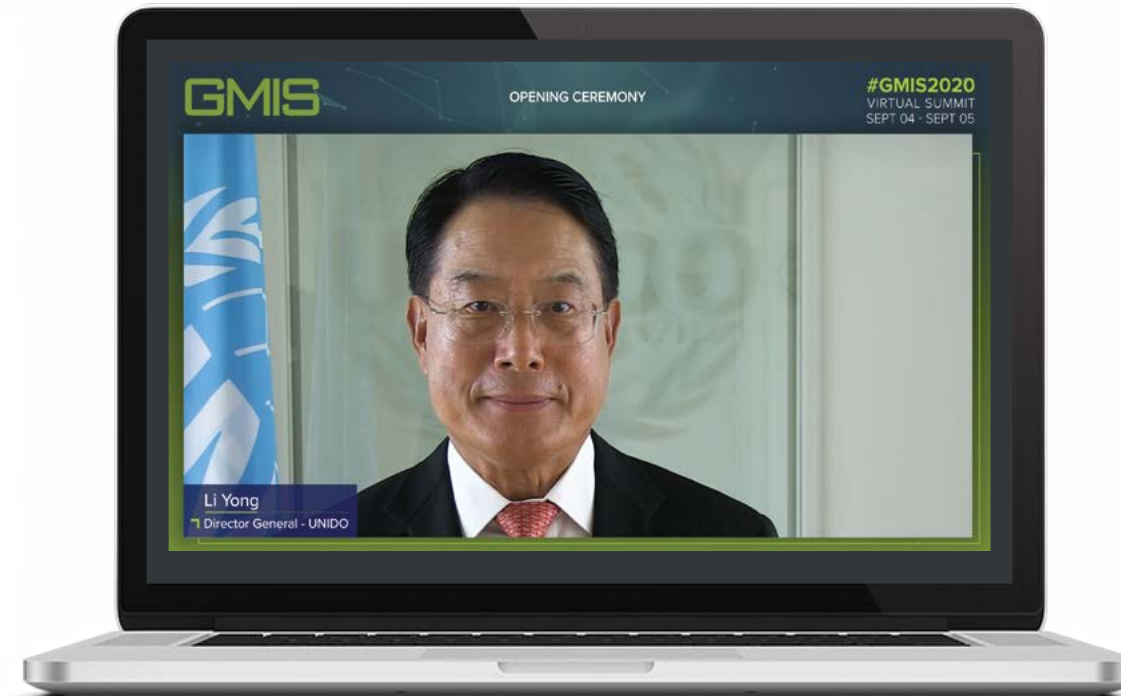 GMIS
OPENING CEREMONY
#GMIS2020
VIRTUAL SUMMIT
SEPT 04 - SEPT 05
Li Yong
Director General - UNIDO